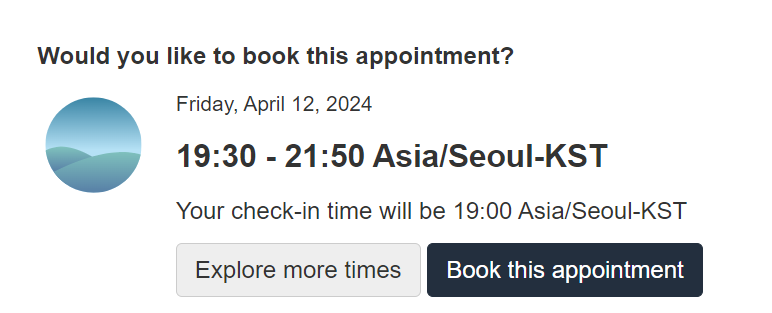 Would you like to book this appointment?
Friday, April 12, 2024
19:30 - 21:50 Asia/Seoul-KST
Your check-in time will be 19:00 Asia/Seoul-KST
Explore more times
Book this appointment